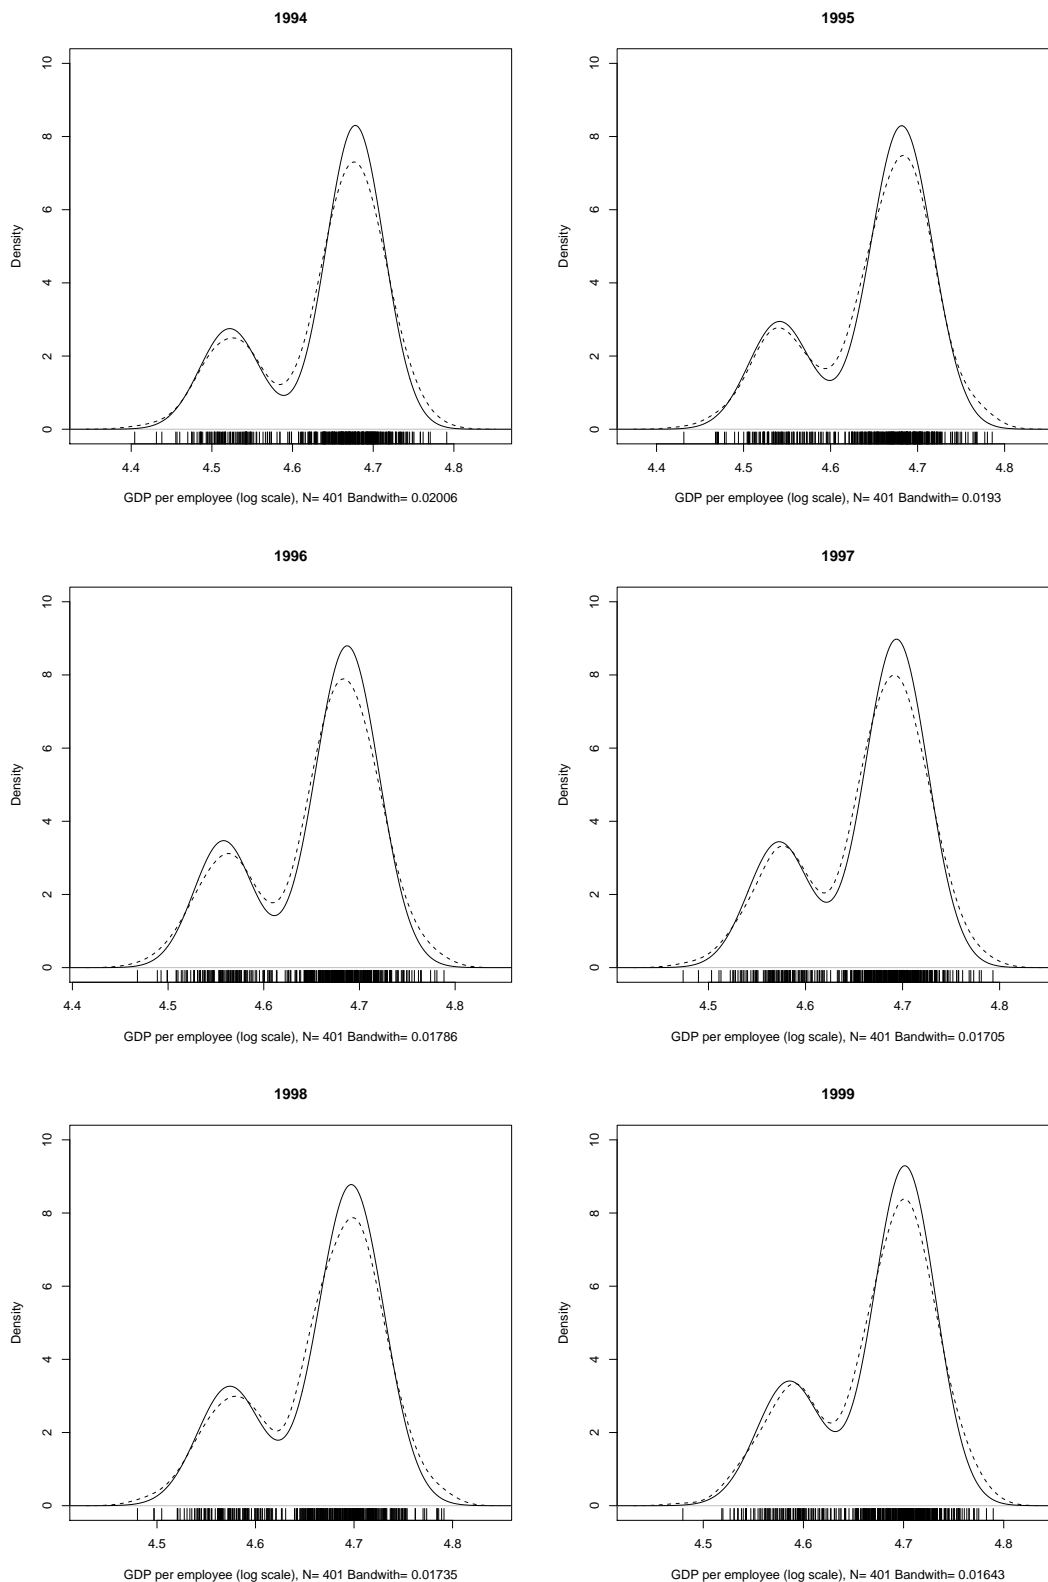 1994
1995
Density
0 2 4 6 8 10
4.4 4.5 4.6 4.7 4.8
GDP per employee (log scale), N= 401 Bandwith= 0.02006
Density
0 2 4 6 8 10
4.4 4.5 4.6 4.7 4.8
GDP per employee (log scale), N= 401 Bandwith= 0.0193
1996
1997
Density
0 2 4 6 8 10
4.4 4.5 4.6 4.7 4.8
GDP per employee (log scale), N= 401 Bandwith= 0.01786
Density
0 2 4 6 8 10
4.5 4.6 4.7 4.8
GDP per employee (log scale), N= 401 Bandwith= 0.01705
1998
1999
Density
0 2 4 6 8 10
4.5 4.6 4.7 4.8
GDP per employee (log scale), N= 401 Bandwith= 0.01735
Density
0 2 4 6 8 10
4.5 4.6 4.7 4.8
GDP per employee (log scale), N= 401 Bandwith= 0.01643